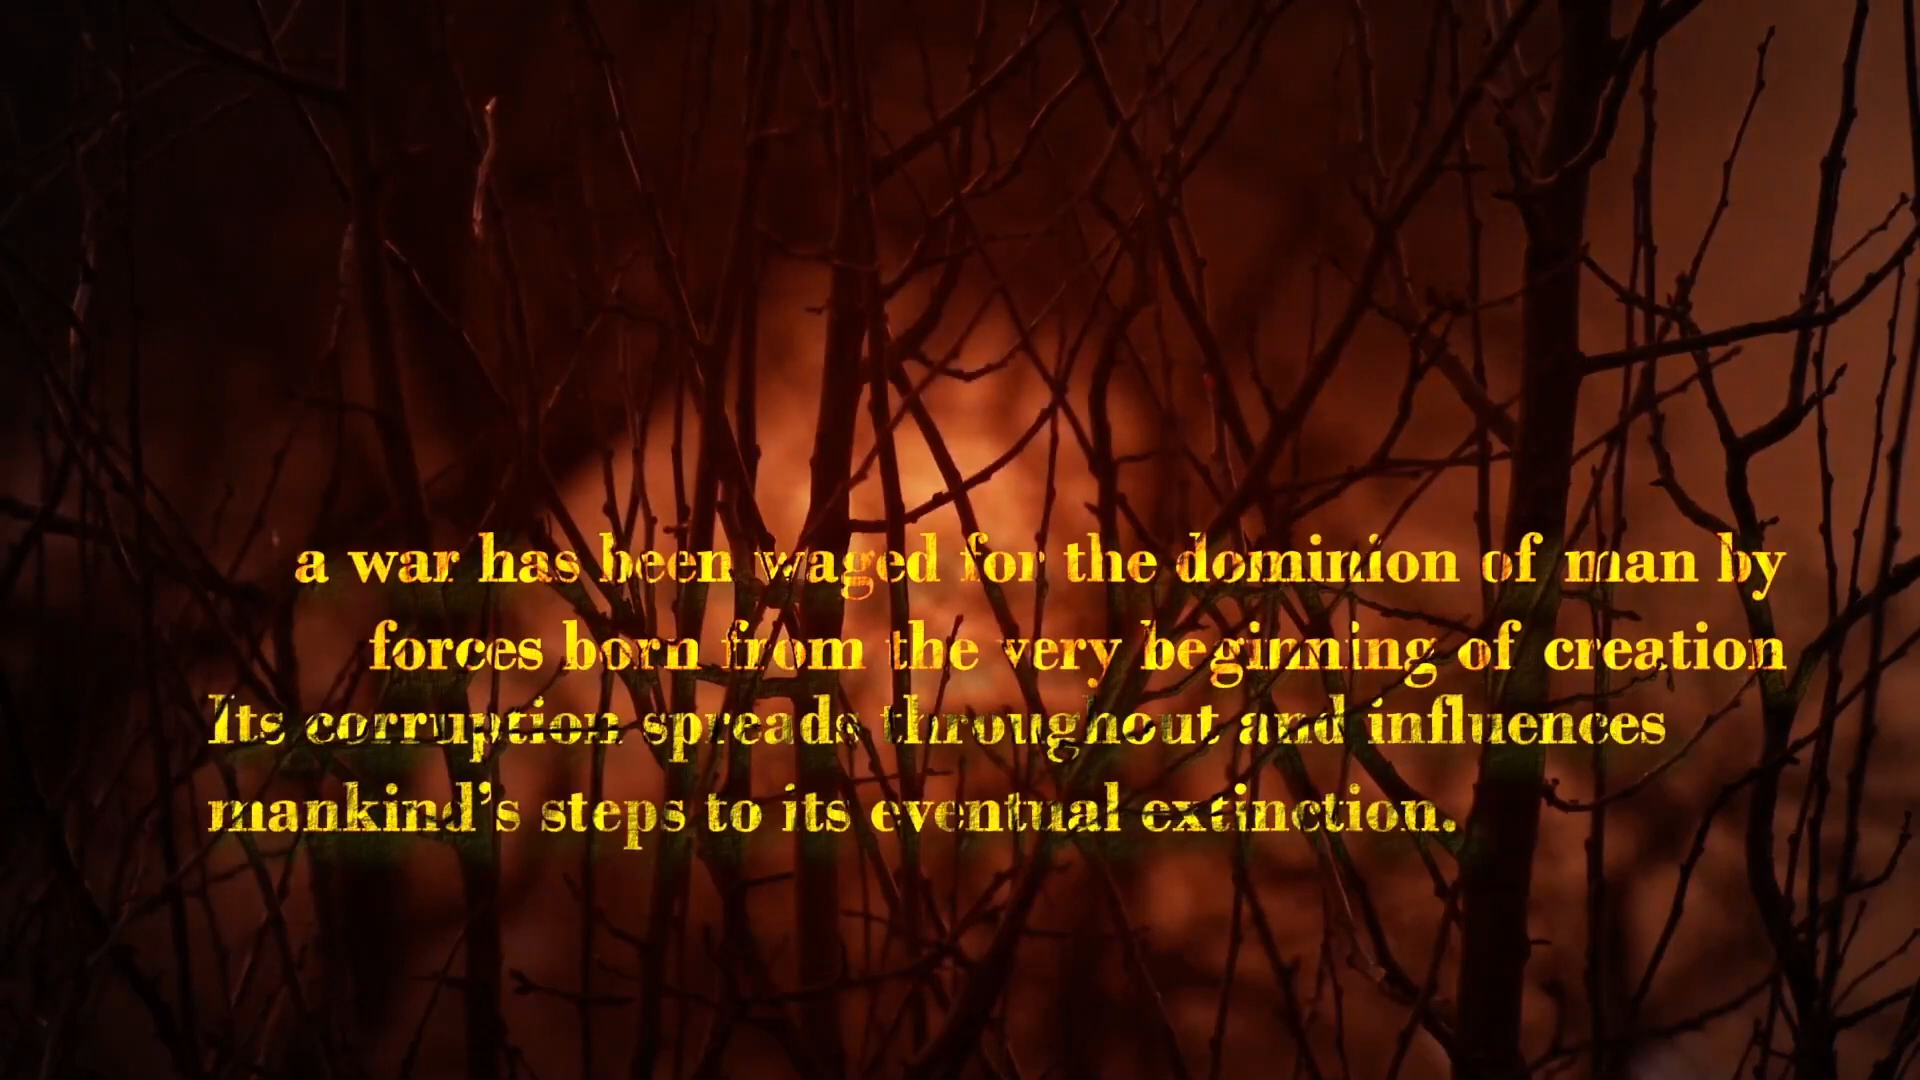 a war has been waged for the dominion of man by
forces born from the very beginning of creation
Its corruption spreads throughout and influences
mankind's steps to its eventual extinction.